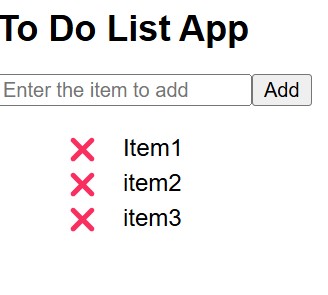 To Do List App
Enter the item to add Add
Item1
item2
item3